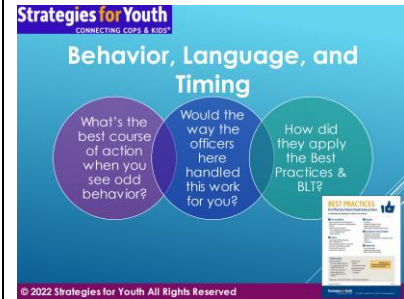 Strategies for Youth
CONNECTING COPS & KIDS®
Behavior, Language, and
Timing
What's the
best course
of action
when you
see odd
behavior?
Would the
way the
officers
here
handled
this work
for you?
How did
they apply
the Best
Practices &
BLT?
BEST PRACTICES
© 2022 Strategies for Youth All Rights Reserved